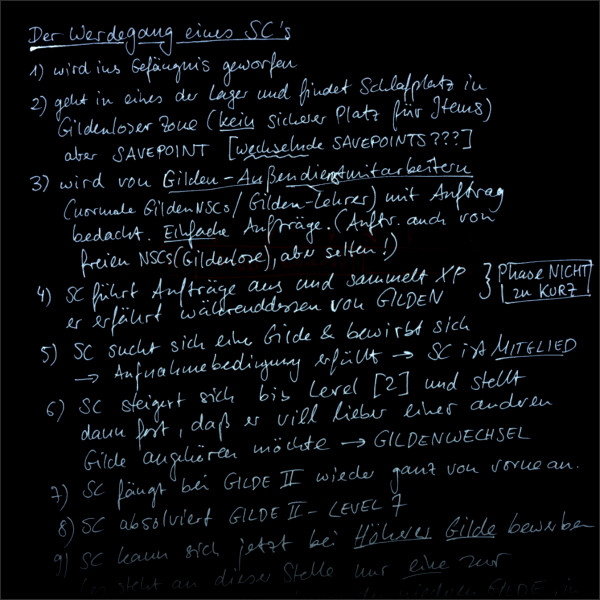 Der Werdegang eines SC's
1) wird ins Gefängnis geworfen
2) geht in eines der Lager und findet Schlafplatz in
Gildenloser Zone (kein sicherer Platz für Items)
aber SAVEPOINT [wechselnde SAVEPOINTS???]
3) wird von Gilden-Außendienstmitarbeitern
(normale GildenNSCs/Gilden-Lehrer) mit Auftrag
bedacht. Einfache Aufträge. (Auftr. auch von
freien NSCs (Gildenlose), aber selten!)
4) SC führt Aufträge aus und sammelt XP
er erfährt währenddessen von GILDEN
Phase NICHT
zu KURZ
5) SC sucht sich eine Gilde & bewirbt sich
→ Aufnahmebedingung erfüllt → SC ist MITGLIED
6) SC steigert sich bis Level [2] und stellt
dann fest, daß er viel lieber einer anderen
Gilde angehören möchte → GILDENWECHSEL
7) SC fängt bei GILDE II wieder ganz von vorne an.
8) SC absolviert GILDE II - LEVEL 7
9) SC kann sich jetzt bei Höherer Gilde bewerben
steht an dieser Stelle nur eine zur